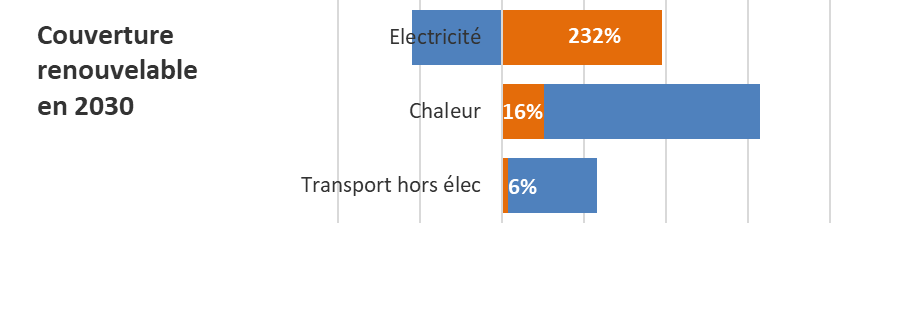 Couverture
renouvelable
en 2030
Electricité
232%
Chaleur
16%
Transport hors élec
6%